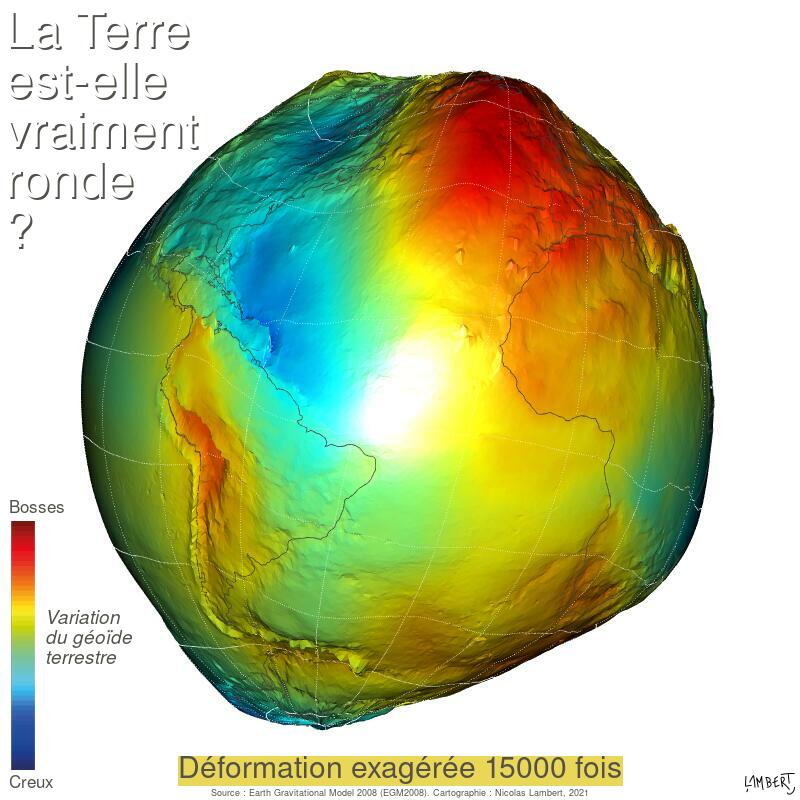 La Terre
est-elle
vraiment
ronde
?
Bosses
Variation
du géoïde
terrestre
Creux
Déformation exagérée 15000 fois
Source : Earth Gravitational Model 2008 (EGM2008). Cartographie : Nicolas Lambert, 2021
LAMBERT